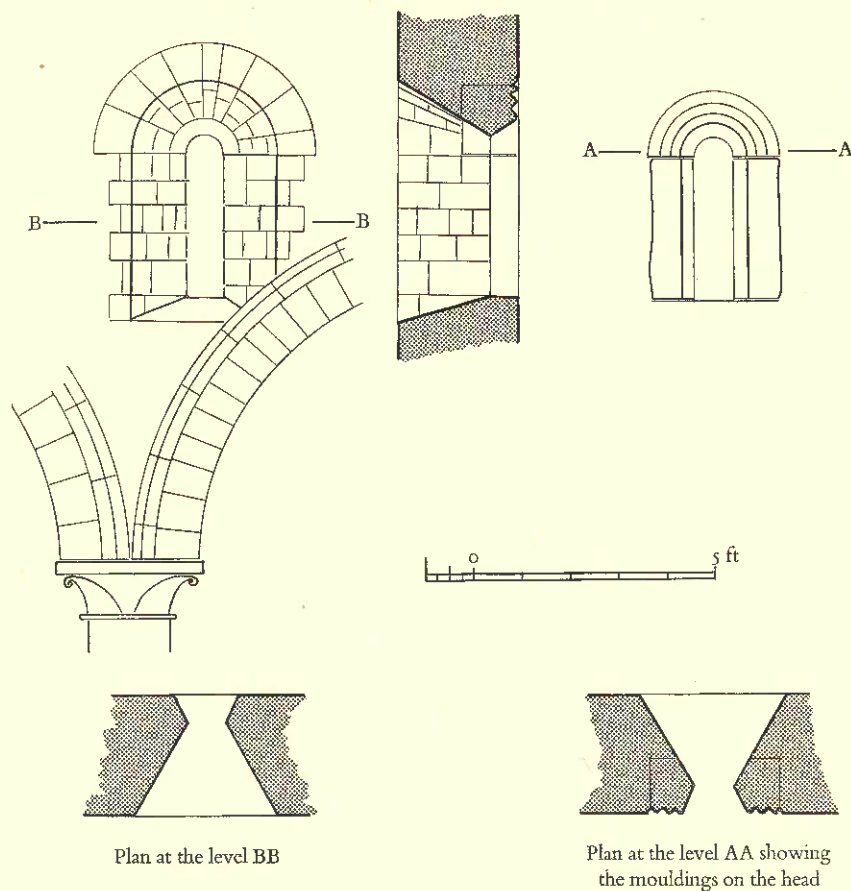 A A
B B
0 5 ft
Plan at the level BB
Plan at the level AA showing
the mouldings on the head